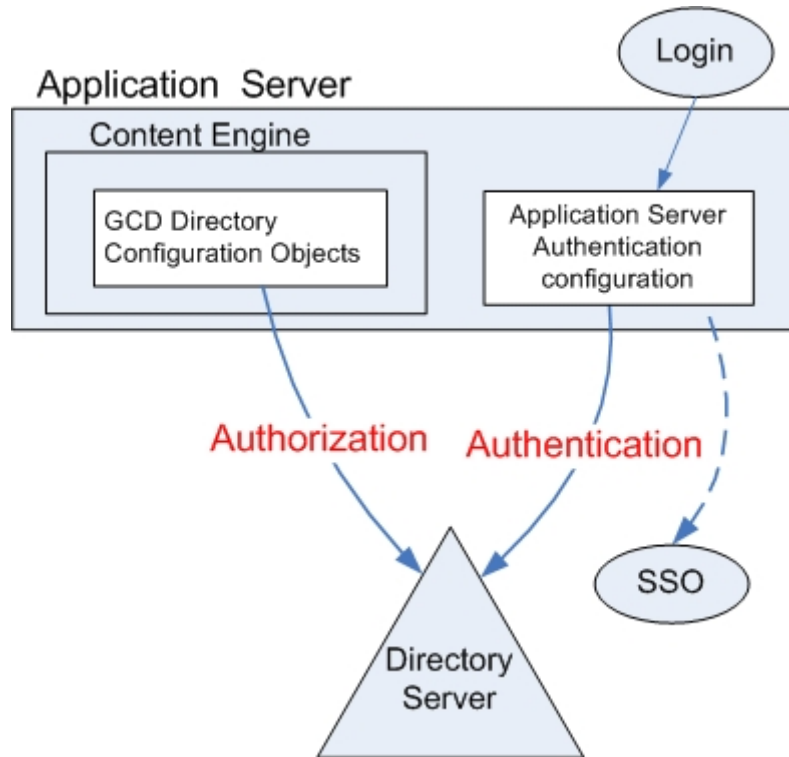 Login
Application Server
Content Engine
GCD Directory
Configuration Objects
Application Server
Authentication
configuration
Authorization
Authentication
SSO
Directory
Server